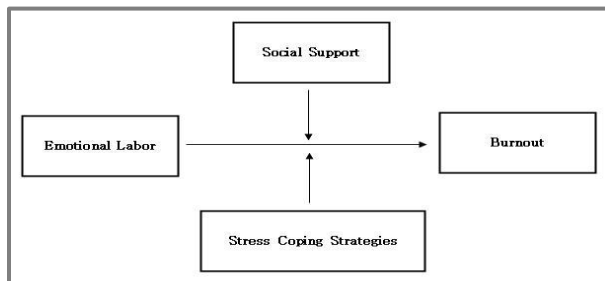 Social Support
Emotional Labor
Burnout
Stress Coping Strategies